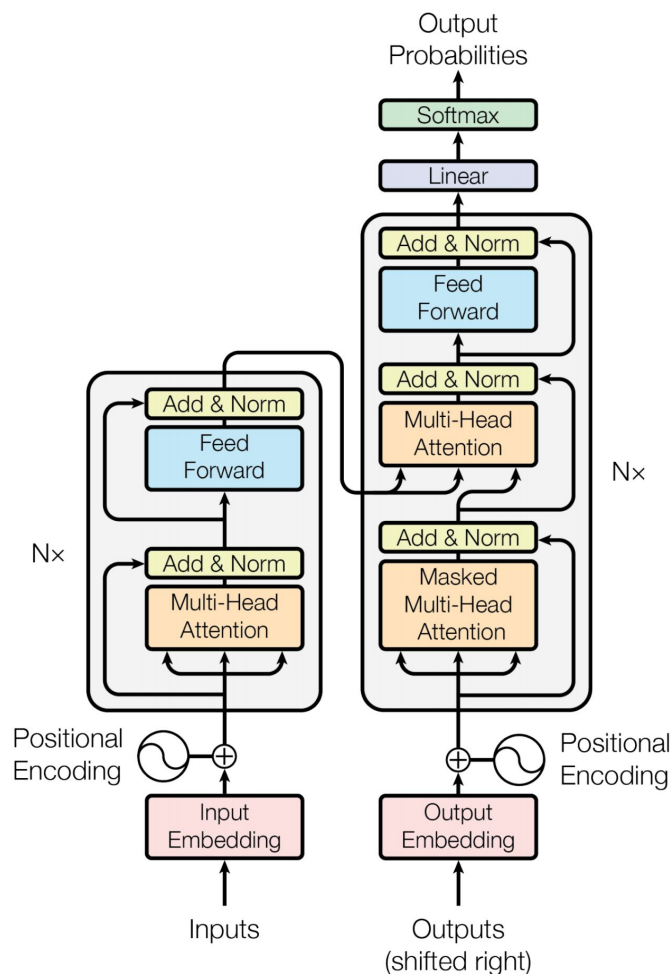 Output
Probabilities
Softmax
Linear
Add & Norm
Feed
Forward
Add & Norm
Multi-Head
Attention
Nx
Add & Norm
Masked
Multi-Head
Attention
Add & Norm
Feed
Forward
N×
Add & Norm
Multi-Head
Attention
Positional
Encoding
Positional
Encoding
Input
Embedding
Output
Embedding
Inputs
Outputs
(shifted right)